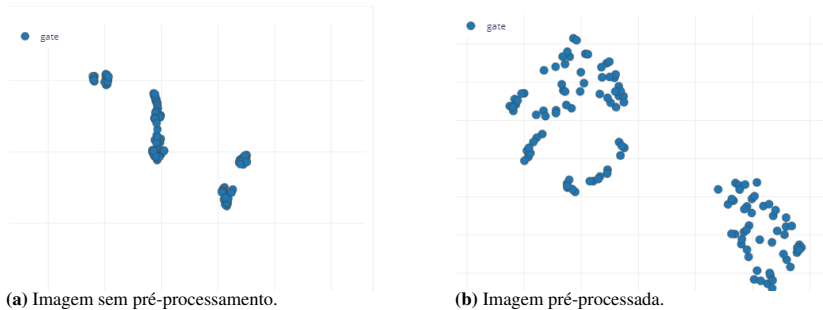 gate
gate
(a) Imagem sem pré-processamento.
(b) Imagem pré-processada.